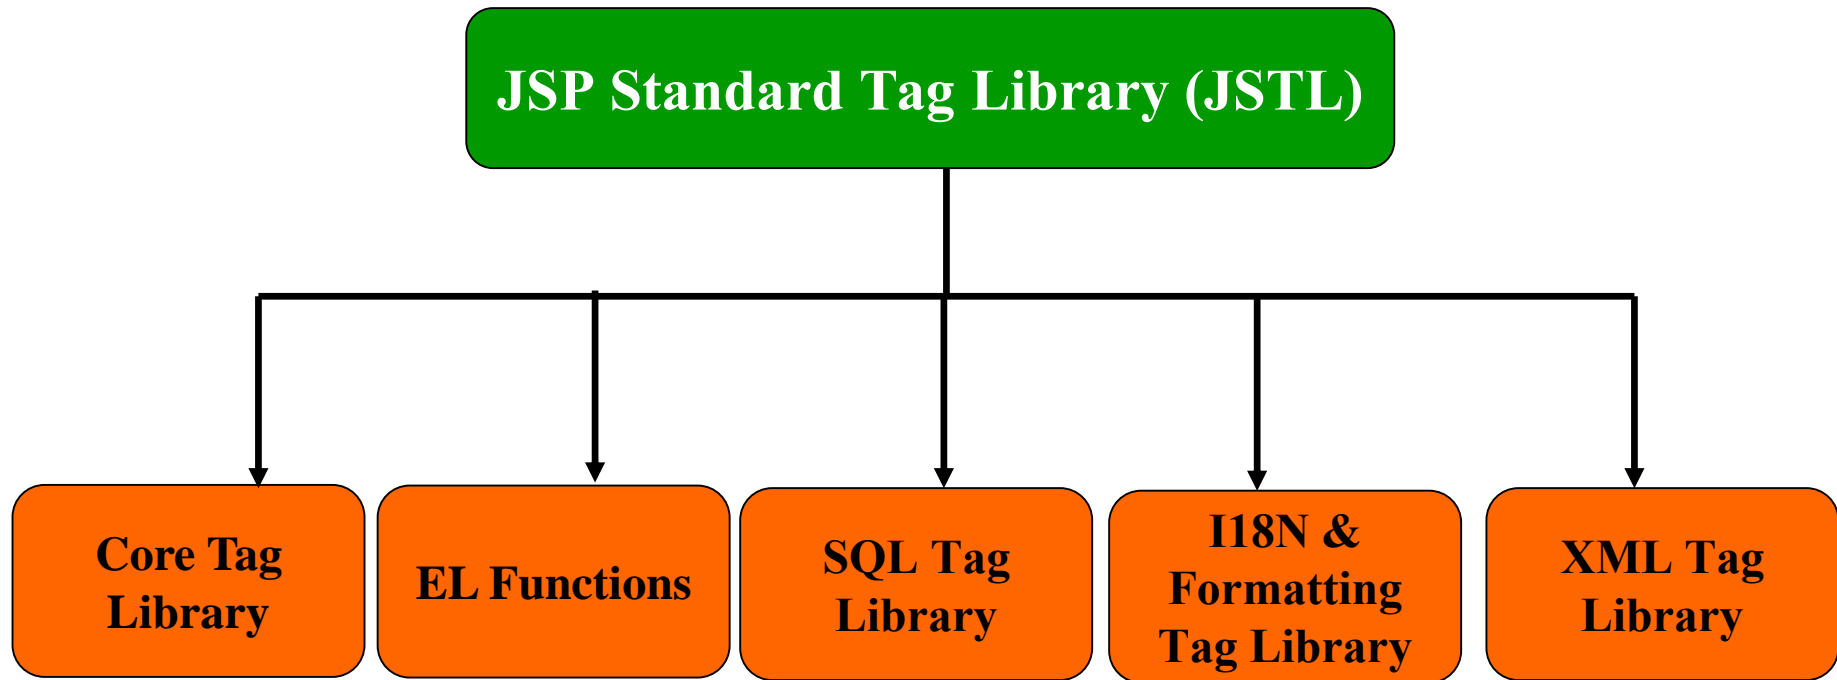 JSP Standard Tag Library (JSTL)
Core Tag
Library
EL Functions
SQL Tag
Library
I18N &
Formatting
Tag Library
XML Tag
Library